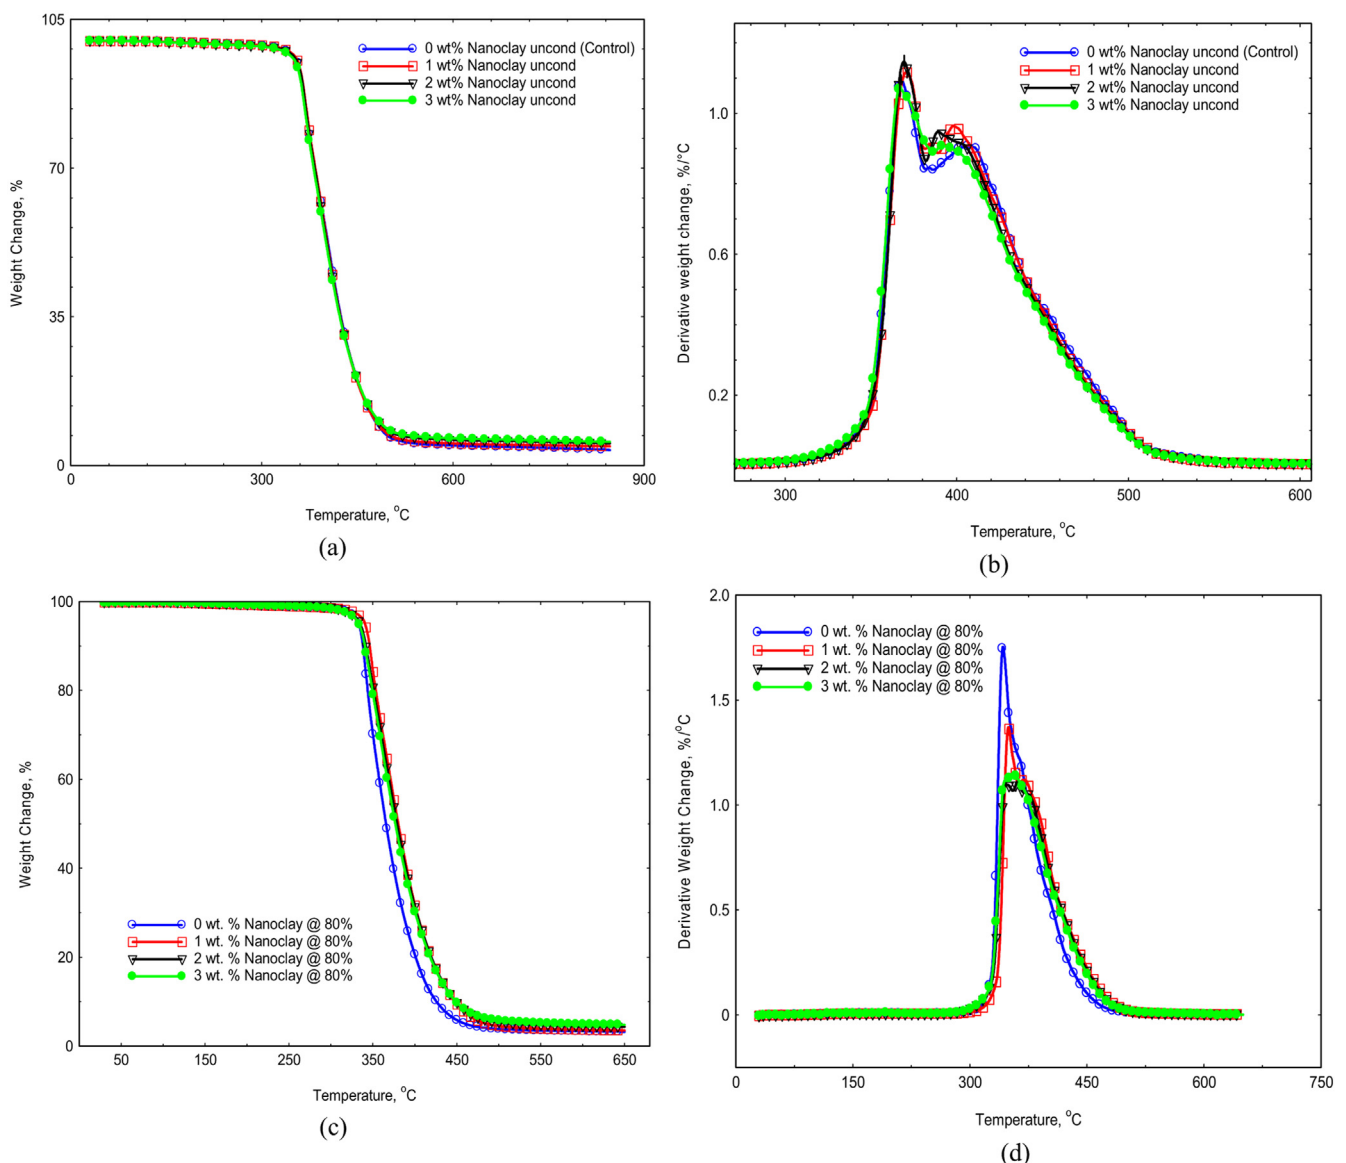 105
70
35
0
0
300
600
900
Weight Change, %
Temperature, °C
0 wt% Nanoclay uncond (Control)
1 wt% Nanoclay uncond
2 wt% Nanoclay uncond
3 wt% Nanoclay uncond
(a)
1.0
0.6
0.2
300
400
500
600
Derivative weight change, %/°C
Temperature, °C
0 wt% Nanoclay uncond (Control)
1 wt% Nanoclay uncond
2 wt% Nanoclay uncond
3 wt% Nanoclay uncond
(b)
100
80
60
40
20
0
50
150
250
350
450
550
650
Weight Change, %
Temperature, °C
0 wt. % Nanoclay @ 80%
1 wt. % Nanoclay @ 80%
2 wt. % Nanoclay @ 80%
3 wt. % Nanoclay @ 80%
(c)
2.0
1.5
1.0
0.5
0
0
150
300
450
600
750
Derivative Weight Change, %/°C
Temperature, °C
0 wt. % Nanoclay @ 80%
1 wt. % Nanoclay @ 80%
2 wt. % Nanoclay @ 80%
3 wt. % Nanoclay @ 80%
(d)